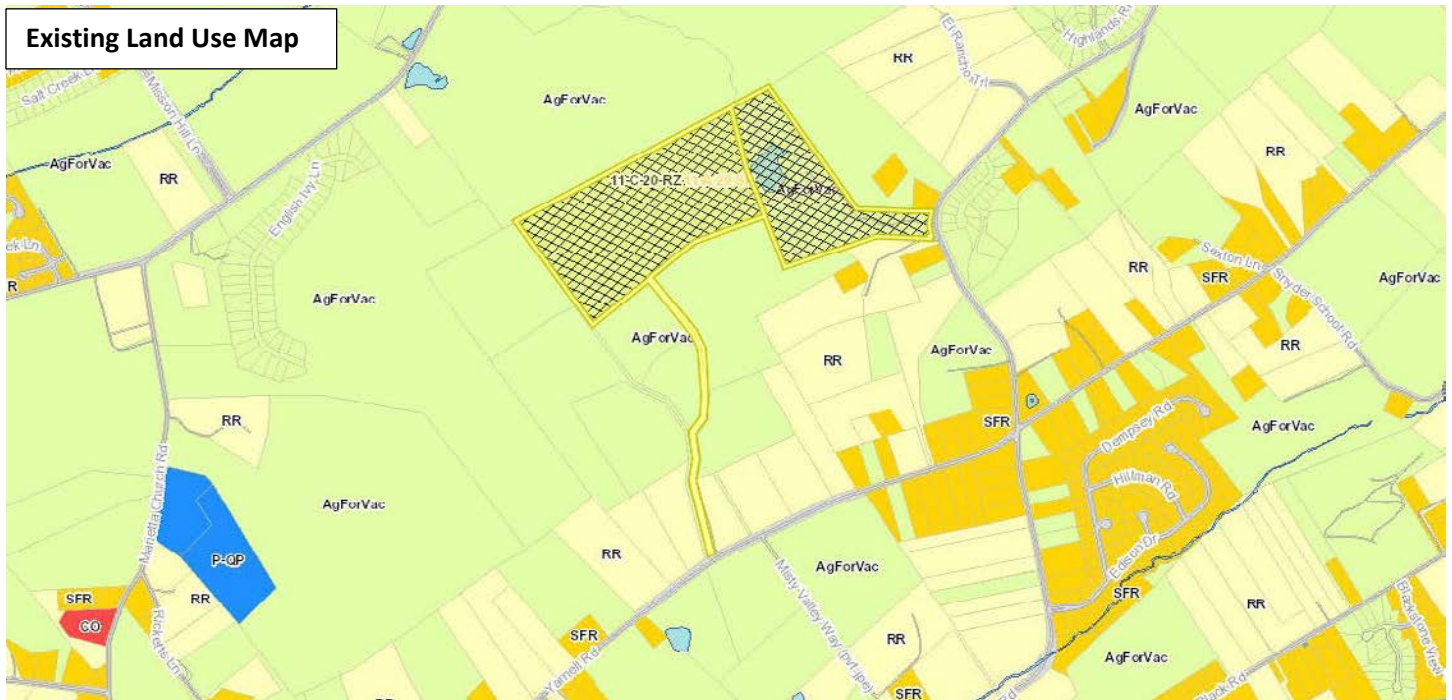 Existing Land Use Map
Salt Creek Ln
Mission Hill Ln
AgForVac
RR
English Ivy Ln
AgForVac
AgForVac
RR
El Rancho Trl
Highlands
AgForVac
RR
11-C-20-RZ
AgForVac
AgForVac
RR
AgForVac
RR
SFR
Sexton Ln
Snyder School Rd
AgForVac
RR
SFR
Dempsey Rd
Hillman Rd
Edison Dr
AgForVac
SFR
RR
Blackstone View
AgForVac
Black Rd
Marietta Church Rd
RR
AgForVac
P-QP
RR
SFR
CO
RR
Ricketts Ln
SFR
Yarnell Rd
Misty Valley Way (pvt jpe)
AgForVac
RR
SFR
Rd
RR